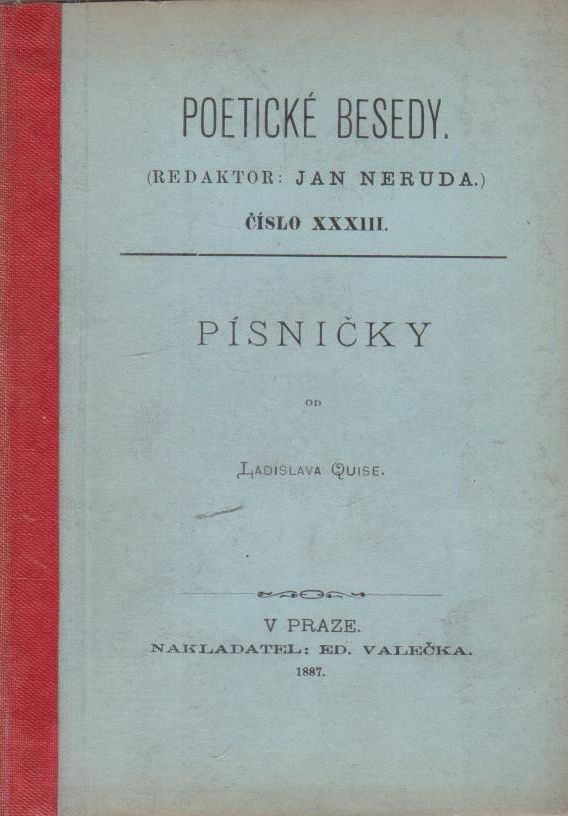 POETICKÉ BESEDY.
(REDAKTOR: JAN NERUDA.)
ČÍSLO XXXIII.
PÍSNIČKY
OD
LADISLAVA QUISE.
V PRAZE.
NAKLADATEL: ED. VALEČKA.
1887.